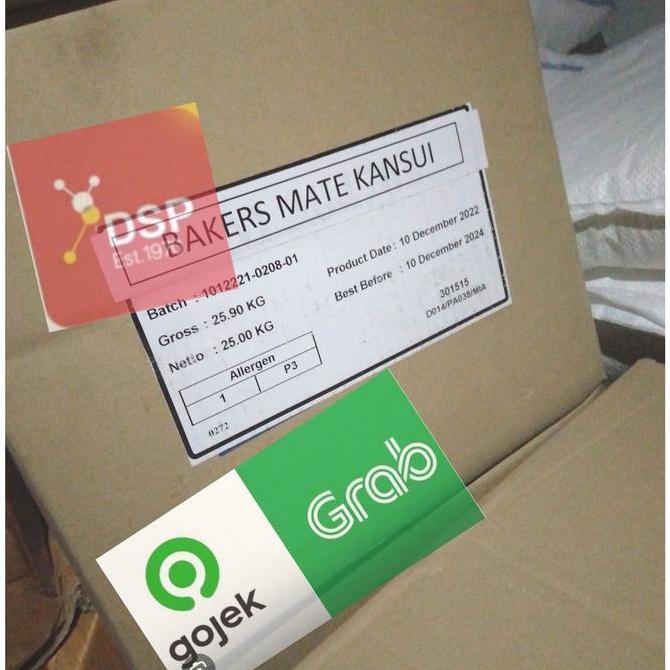 DSP
Est.197
BAKERS MATE KANSUI
Batch : 1012221-0208-01
Gross : 25.90 KG
Netto : 25.00 KG
Product Date : 10 December 2022
Best Before : 10 December 2024
301515
D014/PA038/MIA
Allergen
1 P3
0272
Grab
gojek